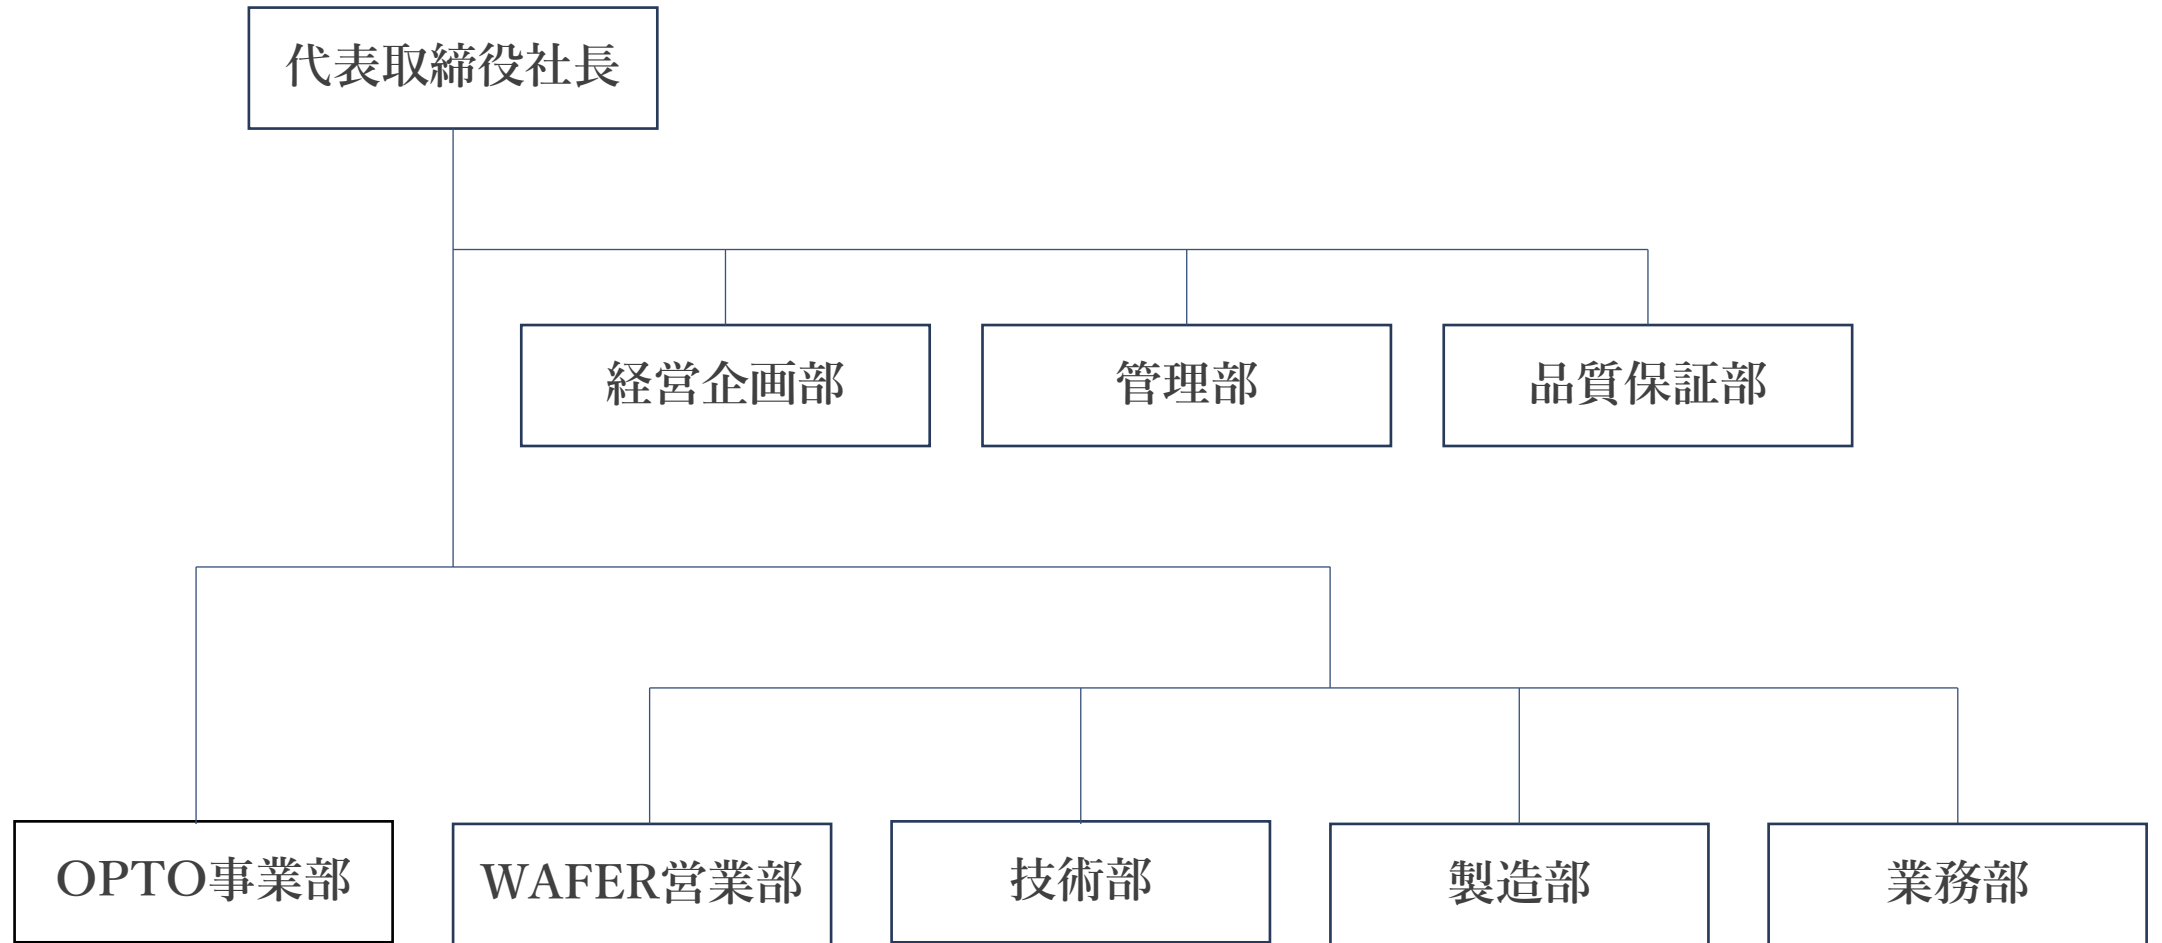 代表取締役社長
経営企画部
管理部
品質保証部
OPTO事業部
WAFER営業部
技術部
製造部
業務部